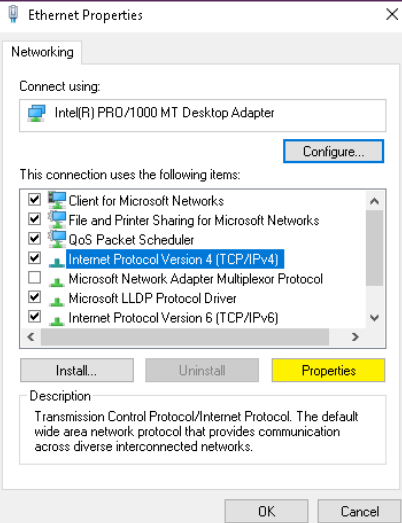 Ethernet Properties
Networking
Connect using:
Intel(R) PRO/1000 MT Desktop Adapter
Configure...
This connection uses the following items:
Client for Microsoft Networks
File and Printer Sharing for Microsoft Networks
QoS Packet Scheduler
Internet Protocol Version 4 (TCP/IPv4)
Microsoft Network Adapter Multiplexor Protocol
Microsoft LLDP Protocol Driver
Internet Protocol Version 6 (TCP/IPv6)
Install... Uninstall Properties
Description
Transmission Control Protocol/Internet Protocol. The default
wide area network protocol that provides communication
across diverse interconnected networks.
OK Cancel